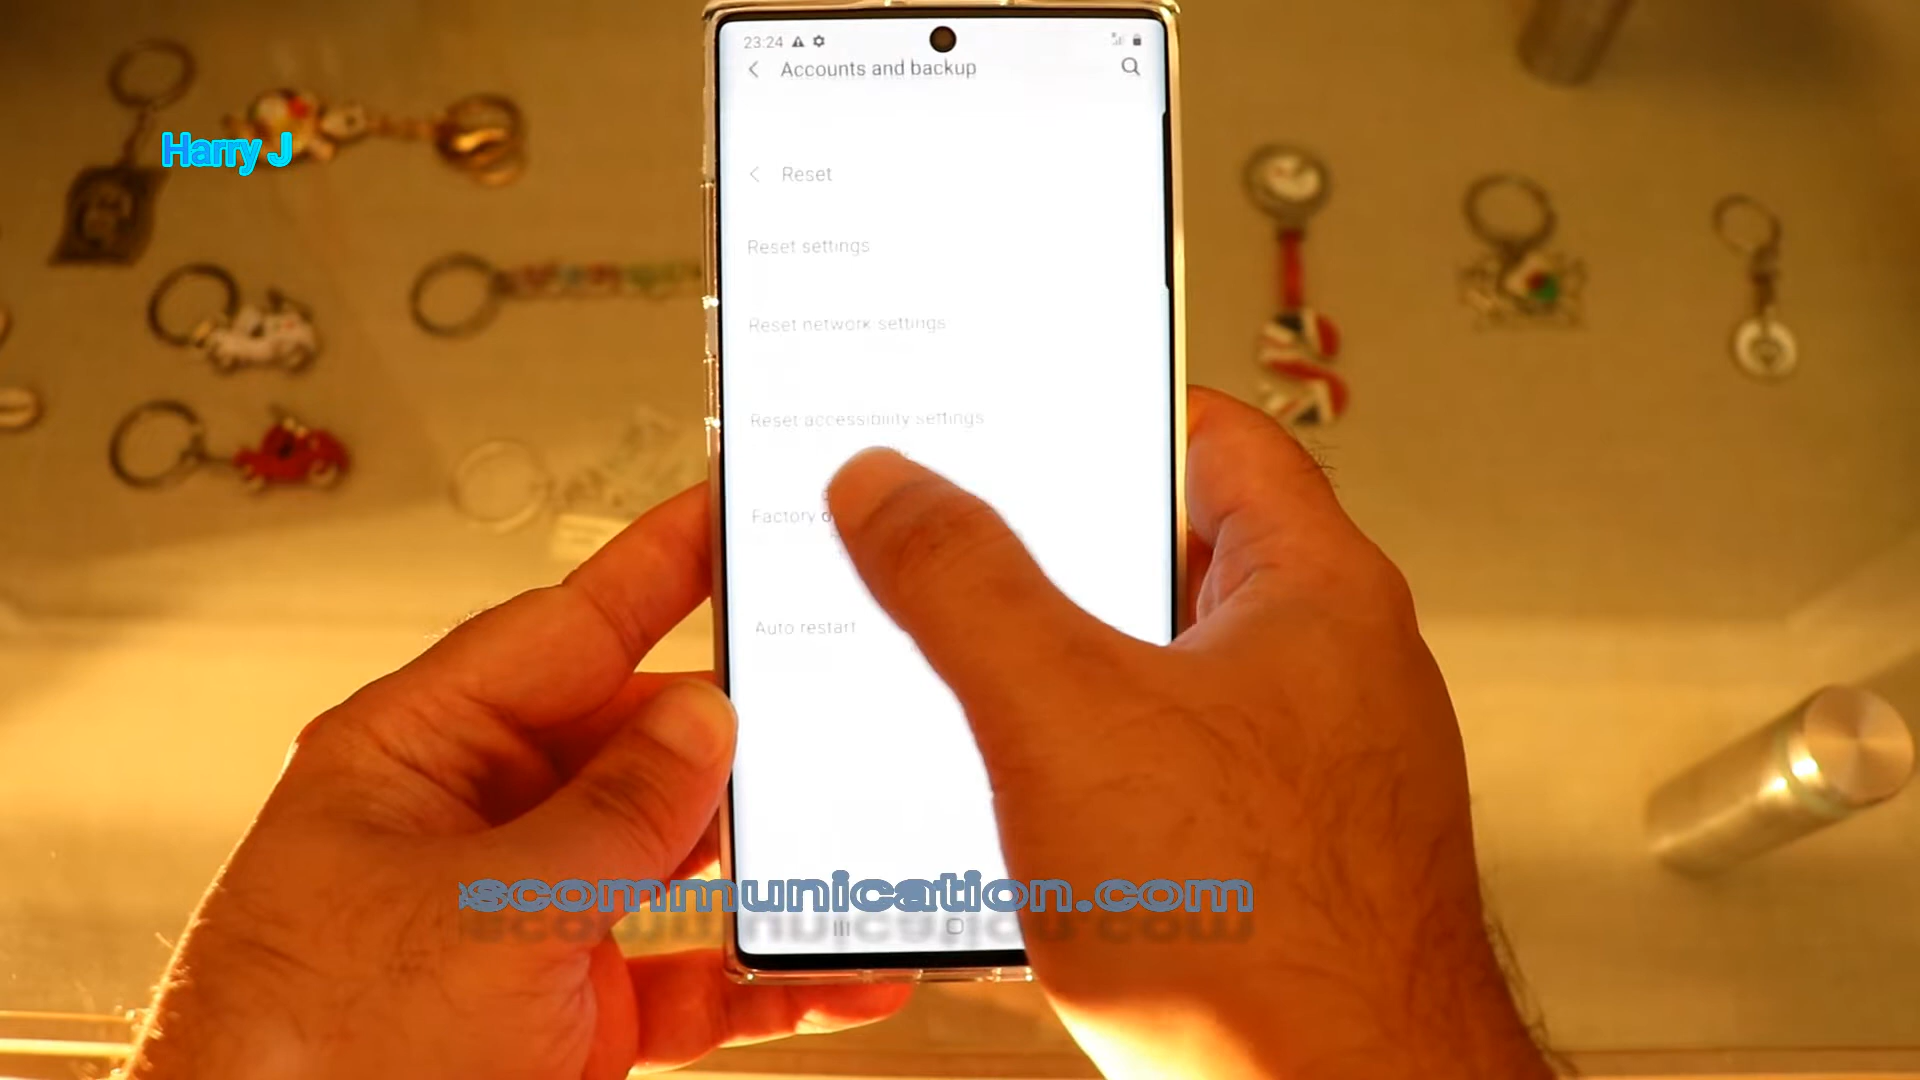 23:24
Accounts and backup
Harry J
Reset
Reset settings
Reset network settings
Reset accessibility settings
Factory
Auto restart
scommunication.com